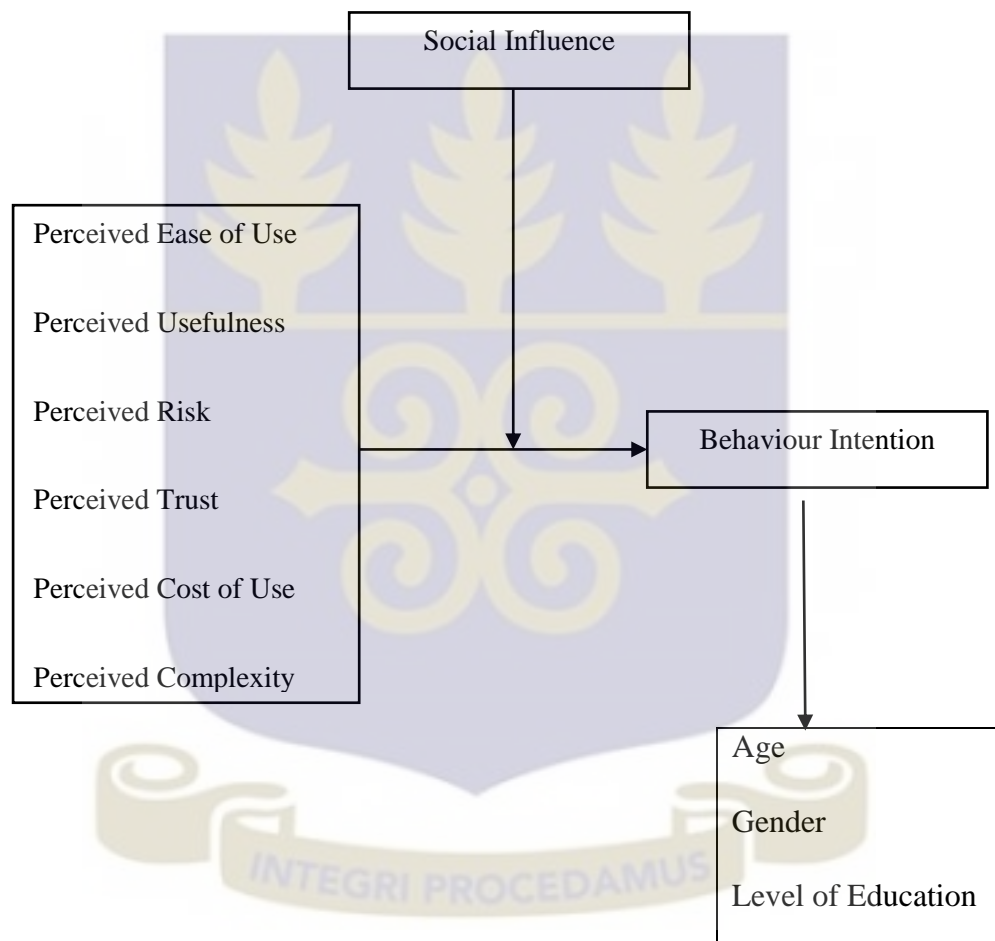 Social Influence
Perceived Ease of Use
Perceived Usefulness
Perceived Risk
Perceived Trust
Perceived Cost of Use
Perceived Complexity
Behaviour Intention
Age
Gender
Level of Education
INTEGRI PROCEDAMUS